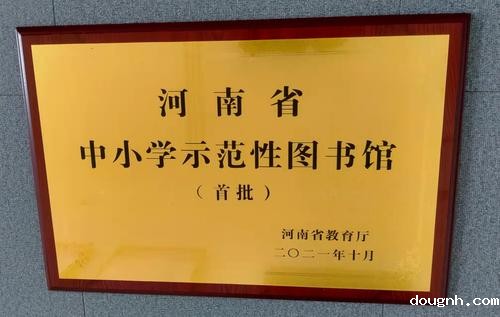 河南省
中小学示范性图书馆
（首批）
河南省教育厅
二〇二一年十月
dougnh.com